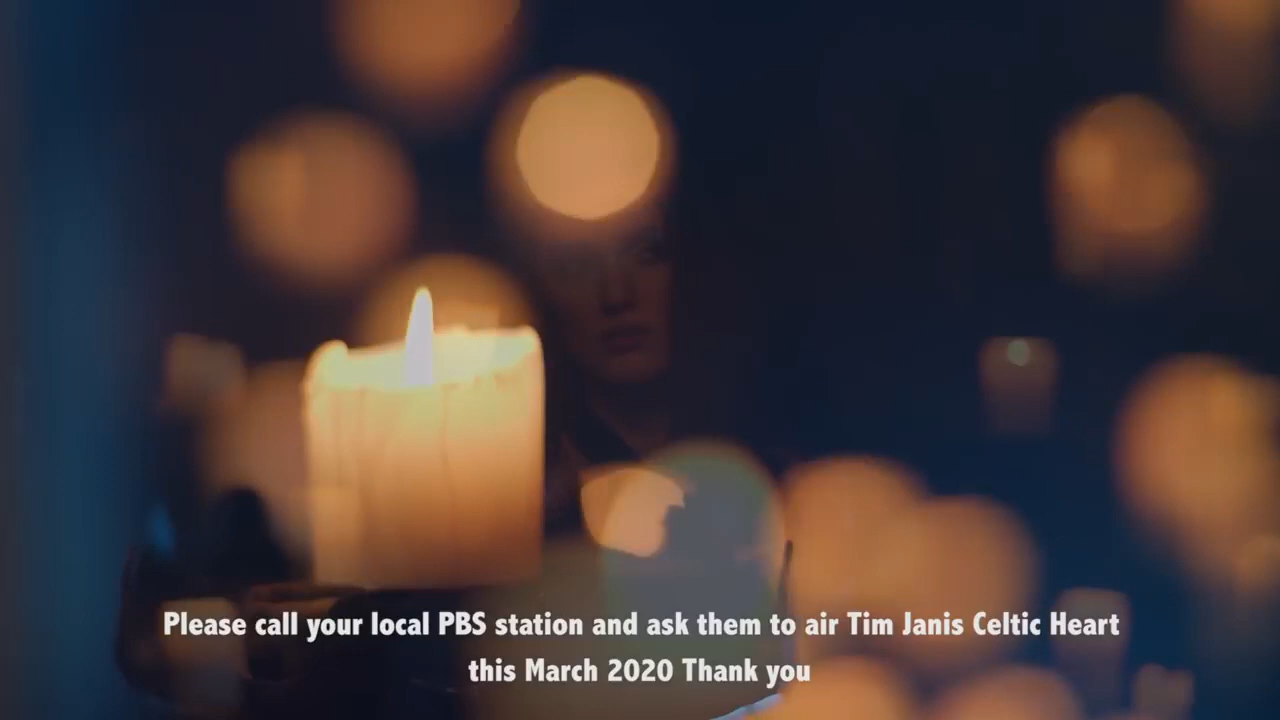 Please call your local PBS station and ask them to air Tim Janis Celtic Heart
this March 2020 Thank you